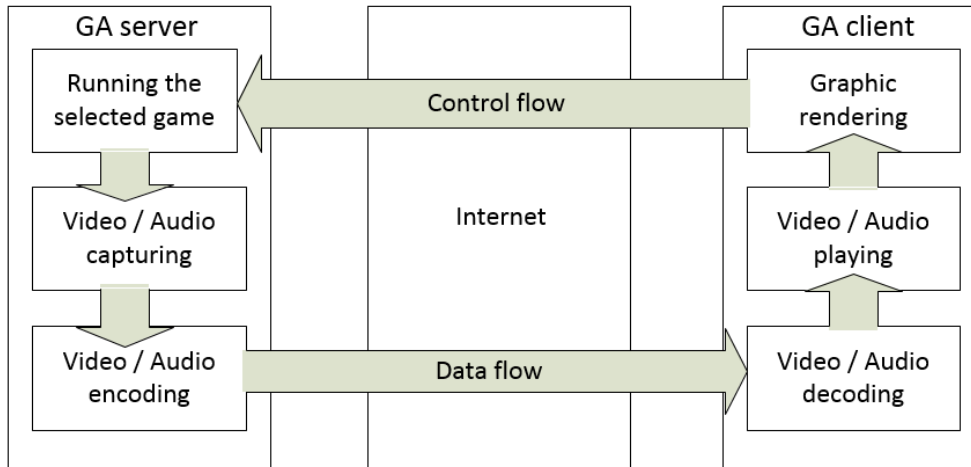 GA server
Running the
selected game
Video / Audio
capturing
Video / Audio
encoding
Control flow
Internet
Data flow
GA client
Graphic
rendering
Video / Audio
playing
Video / Audio
decoding